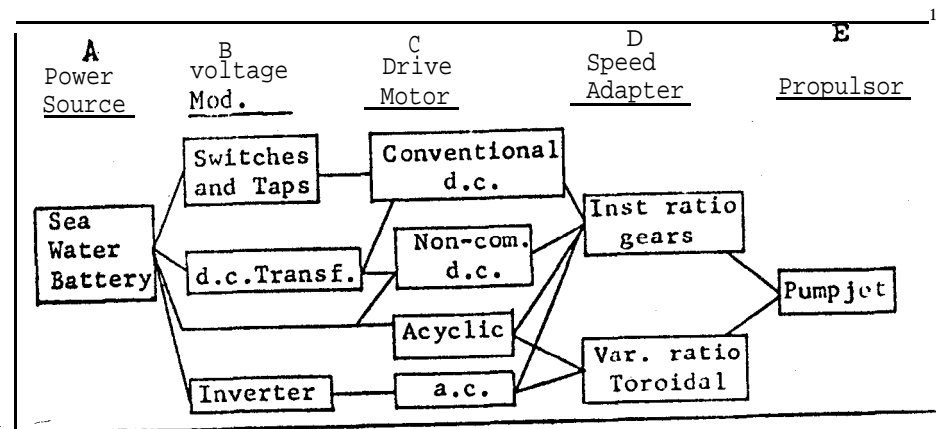 1
A
Power
Source
B
voltage
Mod.
C
Drive
Motor
D
Speed
Adapter
E
Propulsor
Sea
Water
Battery
Switches
and Taps
d.c.Transf.
Inverter
Conventional
d.c.
Non-com.
d.c.
Acyclic
a.c.
Inst ratio
gears
Var. ratio
Toroidal
Pumpjet